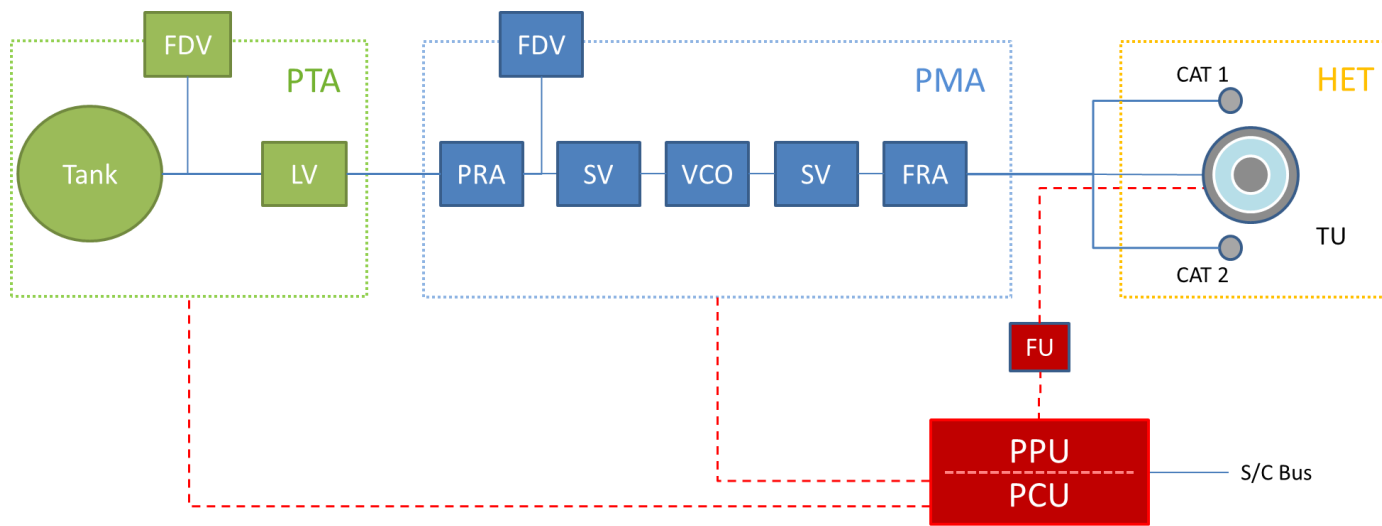 FDV
FDV
PTA
PMA
HET
CAT 1
Tank
LV
PRA
SV
VCO
SV
FRA
TU
CAT 2
FU
PPU
PCU
S/C Bus